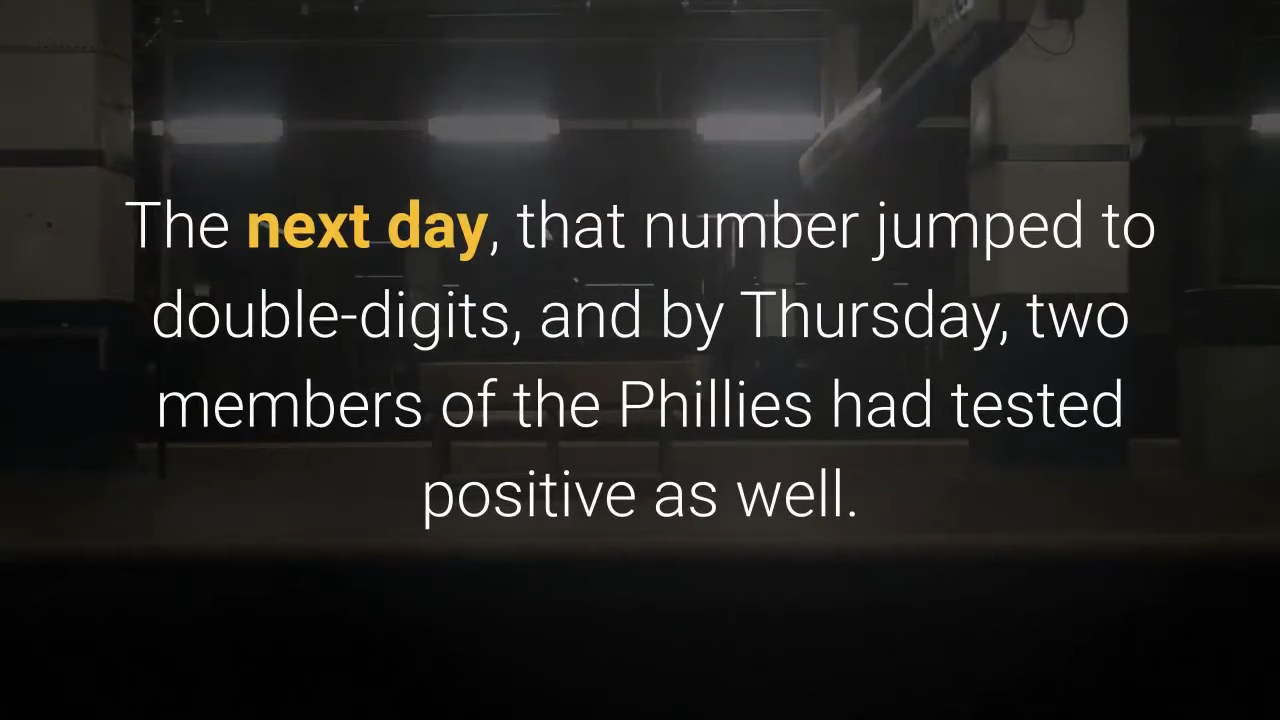 The next day, that number jumped to
double-digits, and by Thursday, two
members of the Phillies had tested
positive as well.